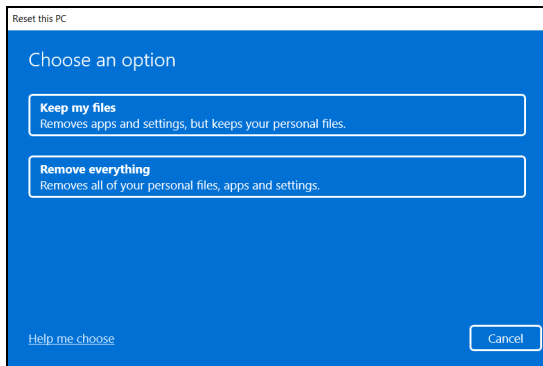 Reset this PC
Choose an option
Keep my files
Removes apps and settings, but keeps your personal files.
Remove everything
Removes all of your personal files, apps and settings.
Help me choose
Cancel